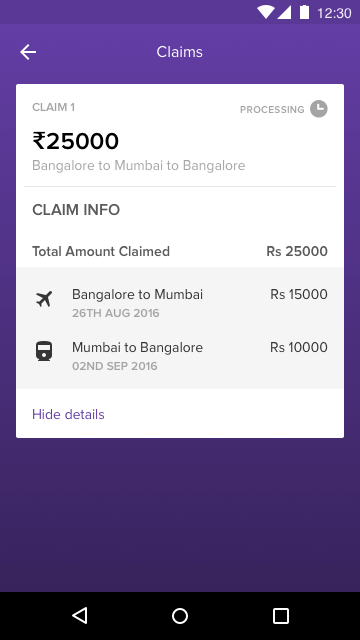 12:30
Claims
CLAIM 1
PROCESSING
₹25000
Bangalore to Mumbai to Bangalore
CLAIM INFO
Total Amount Claimed Rs 25000
Bangalore to Mumbai Rs 15000
26TH AUG 2016
Mumbai to Bangalore Rs 10000
02ND SEP 2016
Hide details